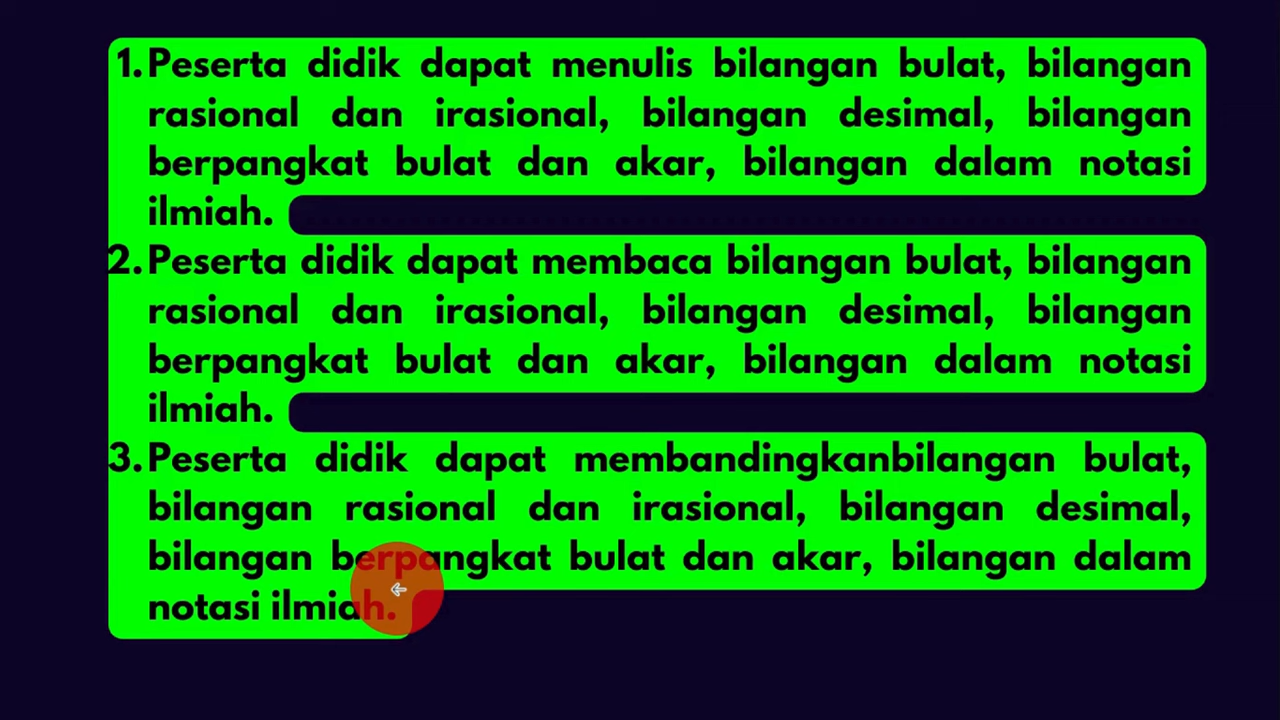 1. Peserta didik dapat menulis bilangan bulat, bilangan
rasional dan irasional, bilangan desimal, bilangan
berpangkat bulat dan akar, bilangan dalam notasi
ilmiah.
2. Peserta didik dapat membaca bilangan bulat, bilangan
rasional dan irasional, bilangan desimal, bilangan
berpangkat bulat dan akar, bilangan dalam notasi
ilmiah.
3. Peserta didik dapat membandingkanbilangan bulat,
bilangan rasional dan irasional, bilangan desimal,
bilangan berpangkat bulat dan akar, bilangan dalam
notasi ilmiah.